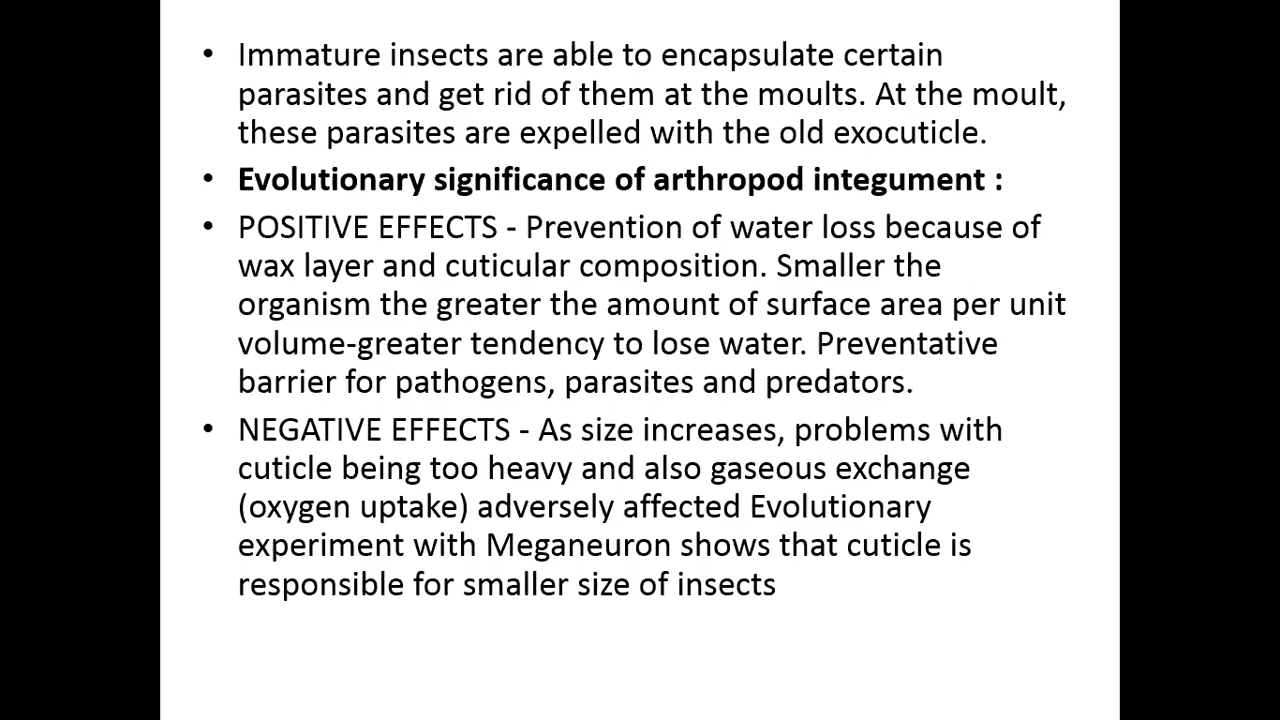 • Immature insects are able to encapsulate certain
parasites and get rid of them at the moults. At the moult,
these parasites are expelled with the old exocuticle.
• Evolutionary significance of arthropod integument :
• POSITIVE EFFECTS - Prevention of water loss because of
wax layer and cuticular composition. Smaller the
organism the greater the amount of surface area per unit
volume-greater tendency to lose water. Preventative
barrier for pathogens, parasites and predators.
• NEGATIVE EFFECTS - As size increases, problems with
cuticle being too heavy and also gaseous exchange
(oxygen uptake) adversely affected Evolutionary
experiment with Meganeuron shows that cuticle is
responsible for smaller size of insects